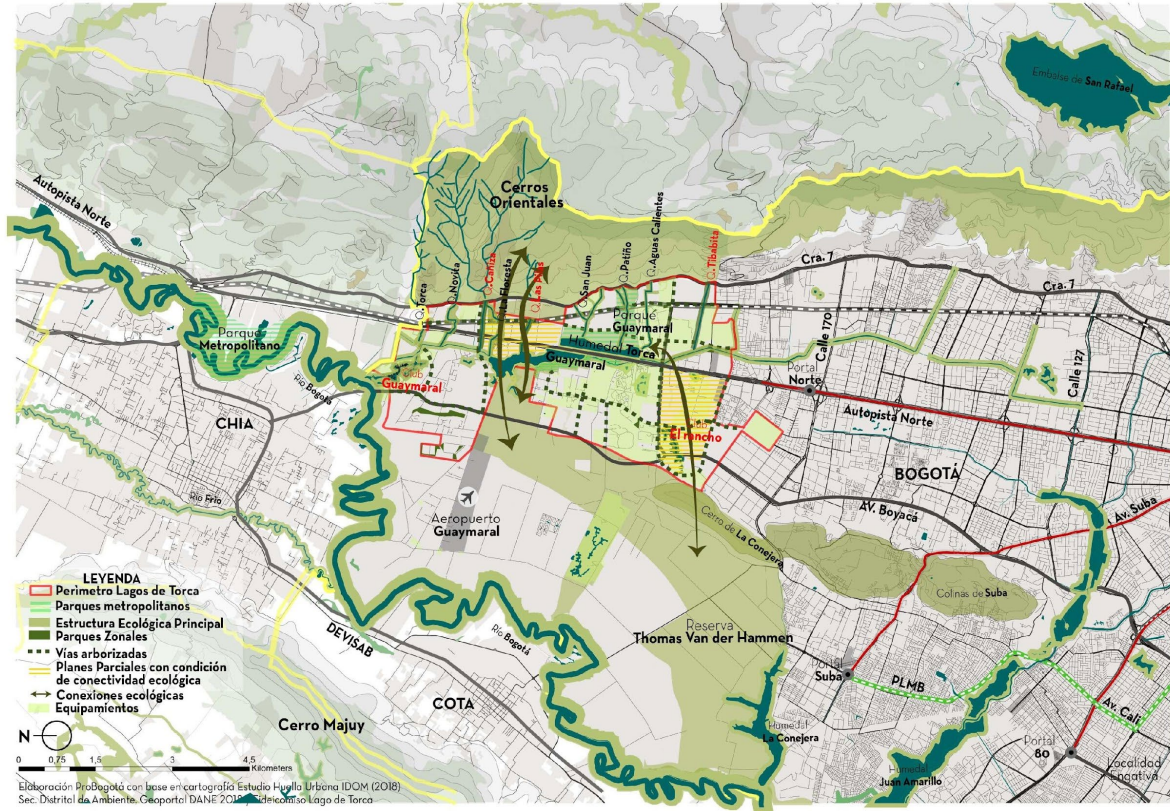 Embalse de San Rafael
Cerros
Orientales
Autopista Norte
Q. Torca
Q. Novita
Q. Cañiza
La Floresta
Q. Las Pilas
Q. San Juan
Q. Patiño
Q. Aguas Calientes
Q. Tibabita
Cra. 7
Cra. 7
Parque
Guaymaral
Humedal Torca
Guaymaral
Calle 170
Calle 127
Portal
Norte
Autopista Norte
Parque
Metropolitano
Río Bogotá
Club
Guaymaral
Club
El rancho
CHIA
BOGOTÁ
AV. Boyacá
Av. Suba
Río Frío
Aeropuerto
Guaymaral
Cerro de La Conejera
Colinas de Suba
Reserva
Thomas Van der Hammen
Río Bogotá
DEVISAB
COTA
Cerro Majuy
Portal
Suba
PLMB
Av. Cali
Humedal
La Conejera
Humedal
Juan Amarillo
Portal
80
Localidad
Engativá
LEYENDA
Perimetro Lagos de Torca
Parques metropolitanos
Estructura Ecológica Principal
Parques Zonales
Vías arborizadas
Planes Parciales con condición
de conectividad ecológica
Conexiones ecológicas
Equipamientos
N
0 0,75 1,5 3 4,5
Kilometers
Elaboración ProBogotá con base en cartografía Estudio Huella Urbana IDOM (2018)
Sec. Distrital de Ambiente, Geoportal DANE Fideicomiso Lago de Torca